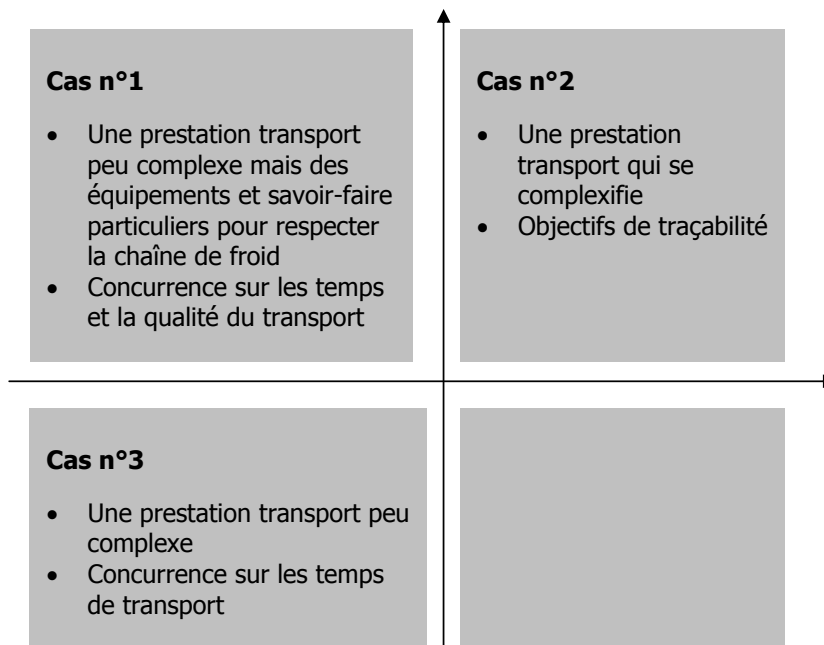 Cas n°1
• Une prestation transport
peu complexe mais des
équipements et savoir-faire
particuliers pour respecter
la chaîne de froid
• Concurrence sur les temps
et la qualité du transport
Cas n°2
• Une prestation
transport qui se
complexifie
• Objectifs de traçabilité
Cas n°3
• Une prestation transport peu
complexe
• Concurrence sur les temps
de transport